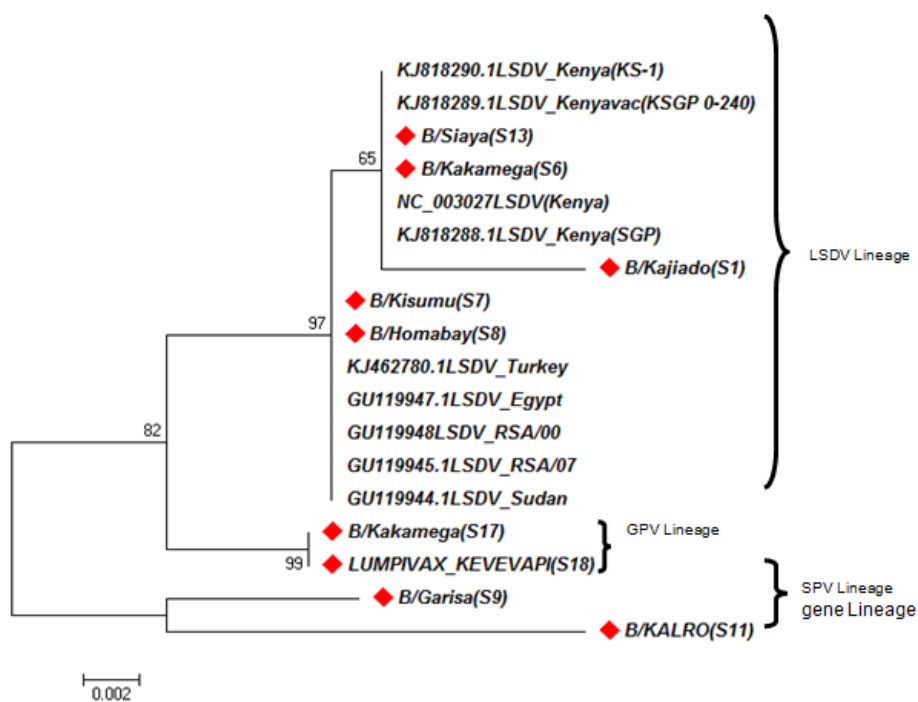 KJ818290.1LSDV_Kenya(KS-1)
KJ818289.1LSDV_Kenyavac(KSGP 0-240)
B/Siaya(S13)
65
B/Kakamega(S6)
NC_003027LSDV(Kenya)
KJ818288.1LSDV_Kenya(SGP)
LSDV Lineage
B/Kajiado(S1)
B/Kisumu(S7)
97
B/Homabay(S8)
KJ462780.1LSDV_Turkey
GU119947.1LSDV_Egypt
82
GU119948LSDV_RSA/00
GU119945.1LSDV_RSA/07
GU119944.1LSDV_Sudan
B/Kakamega(S17)
GPV Lineage
99
LUMPIVAX_KEVEVAPI(S18)
SPV Lineage
B/Garisa(S9)
gene Lineage
B/KALRO(S11)
0.002